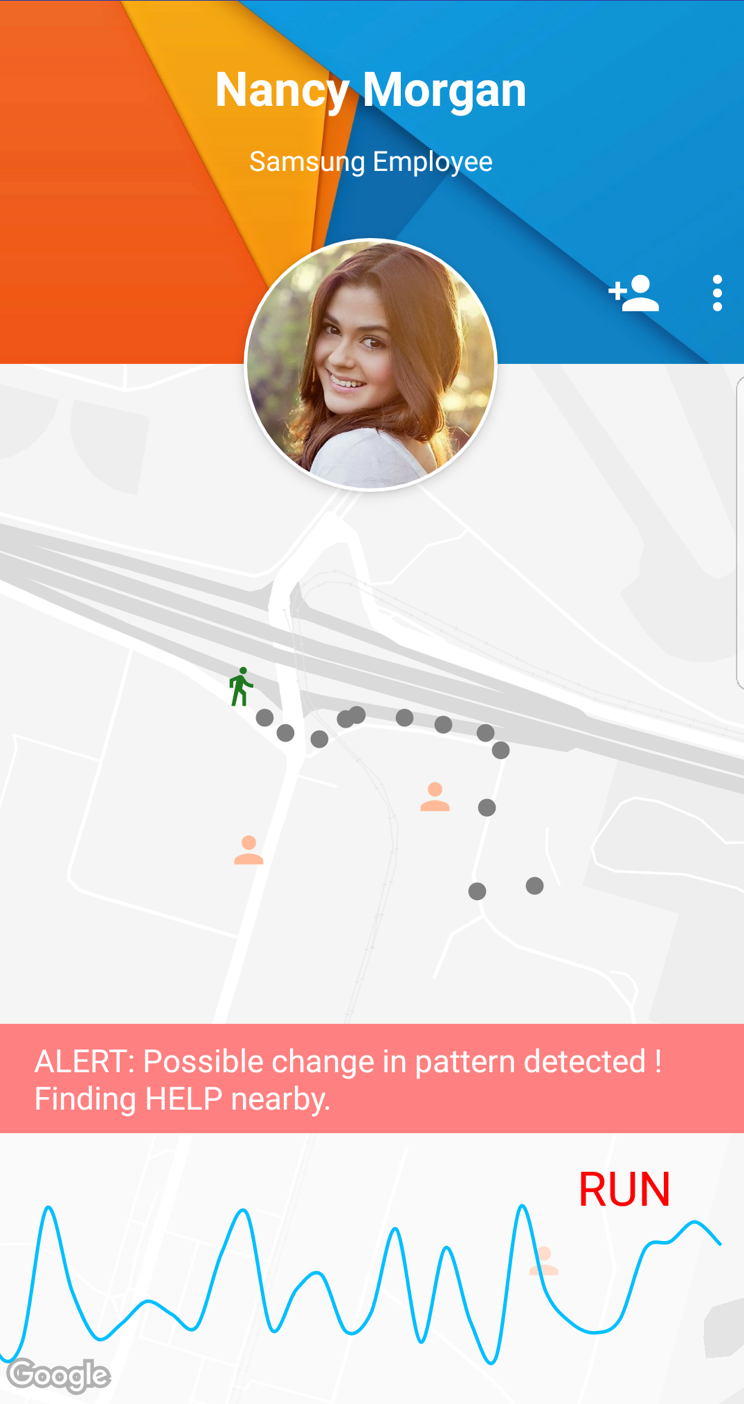 Nancy Morgan
Samsung Employee
ALERT: Possible change in pattern detected !
Finding HELP nearby.
RUN
Google